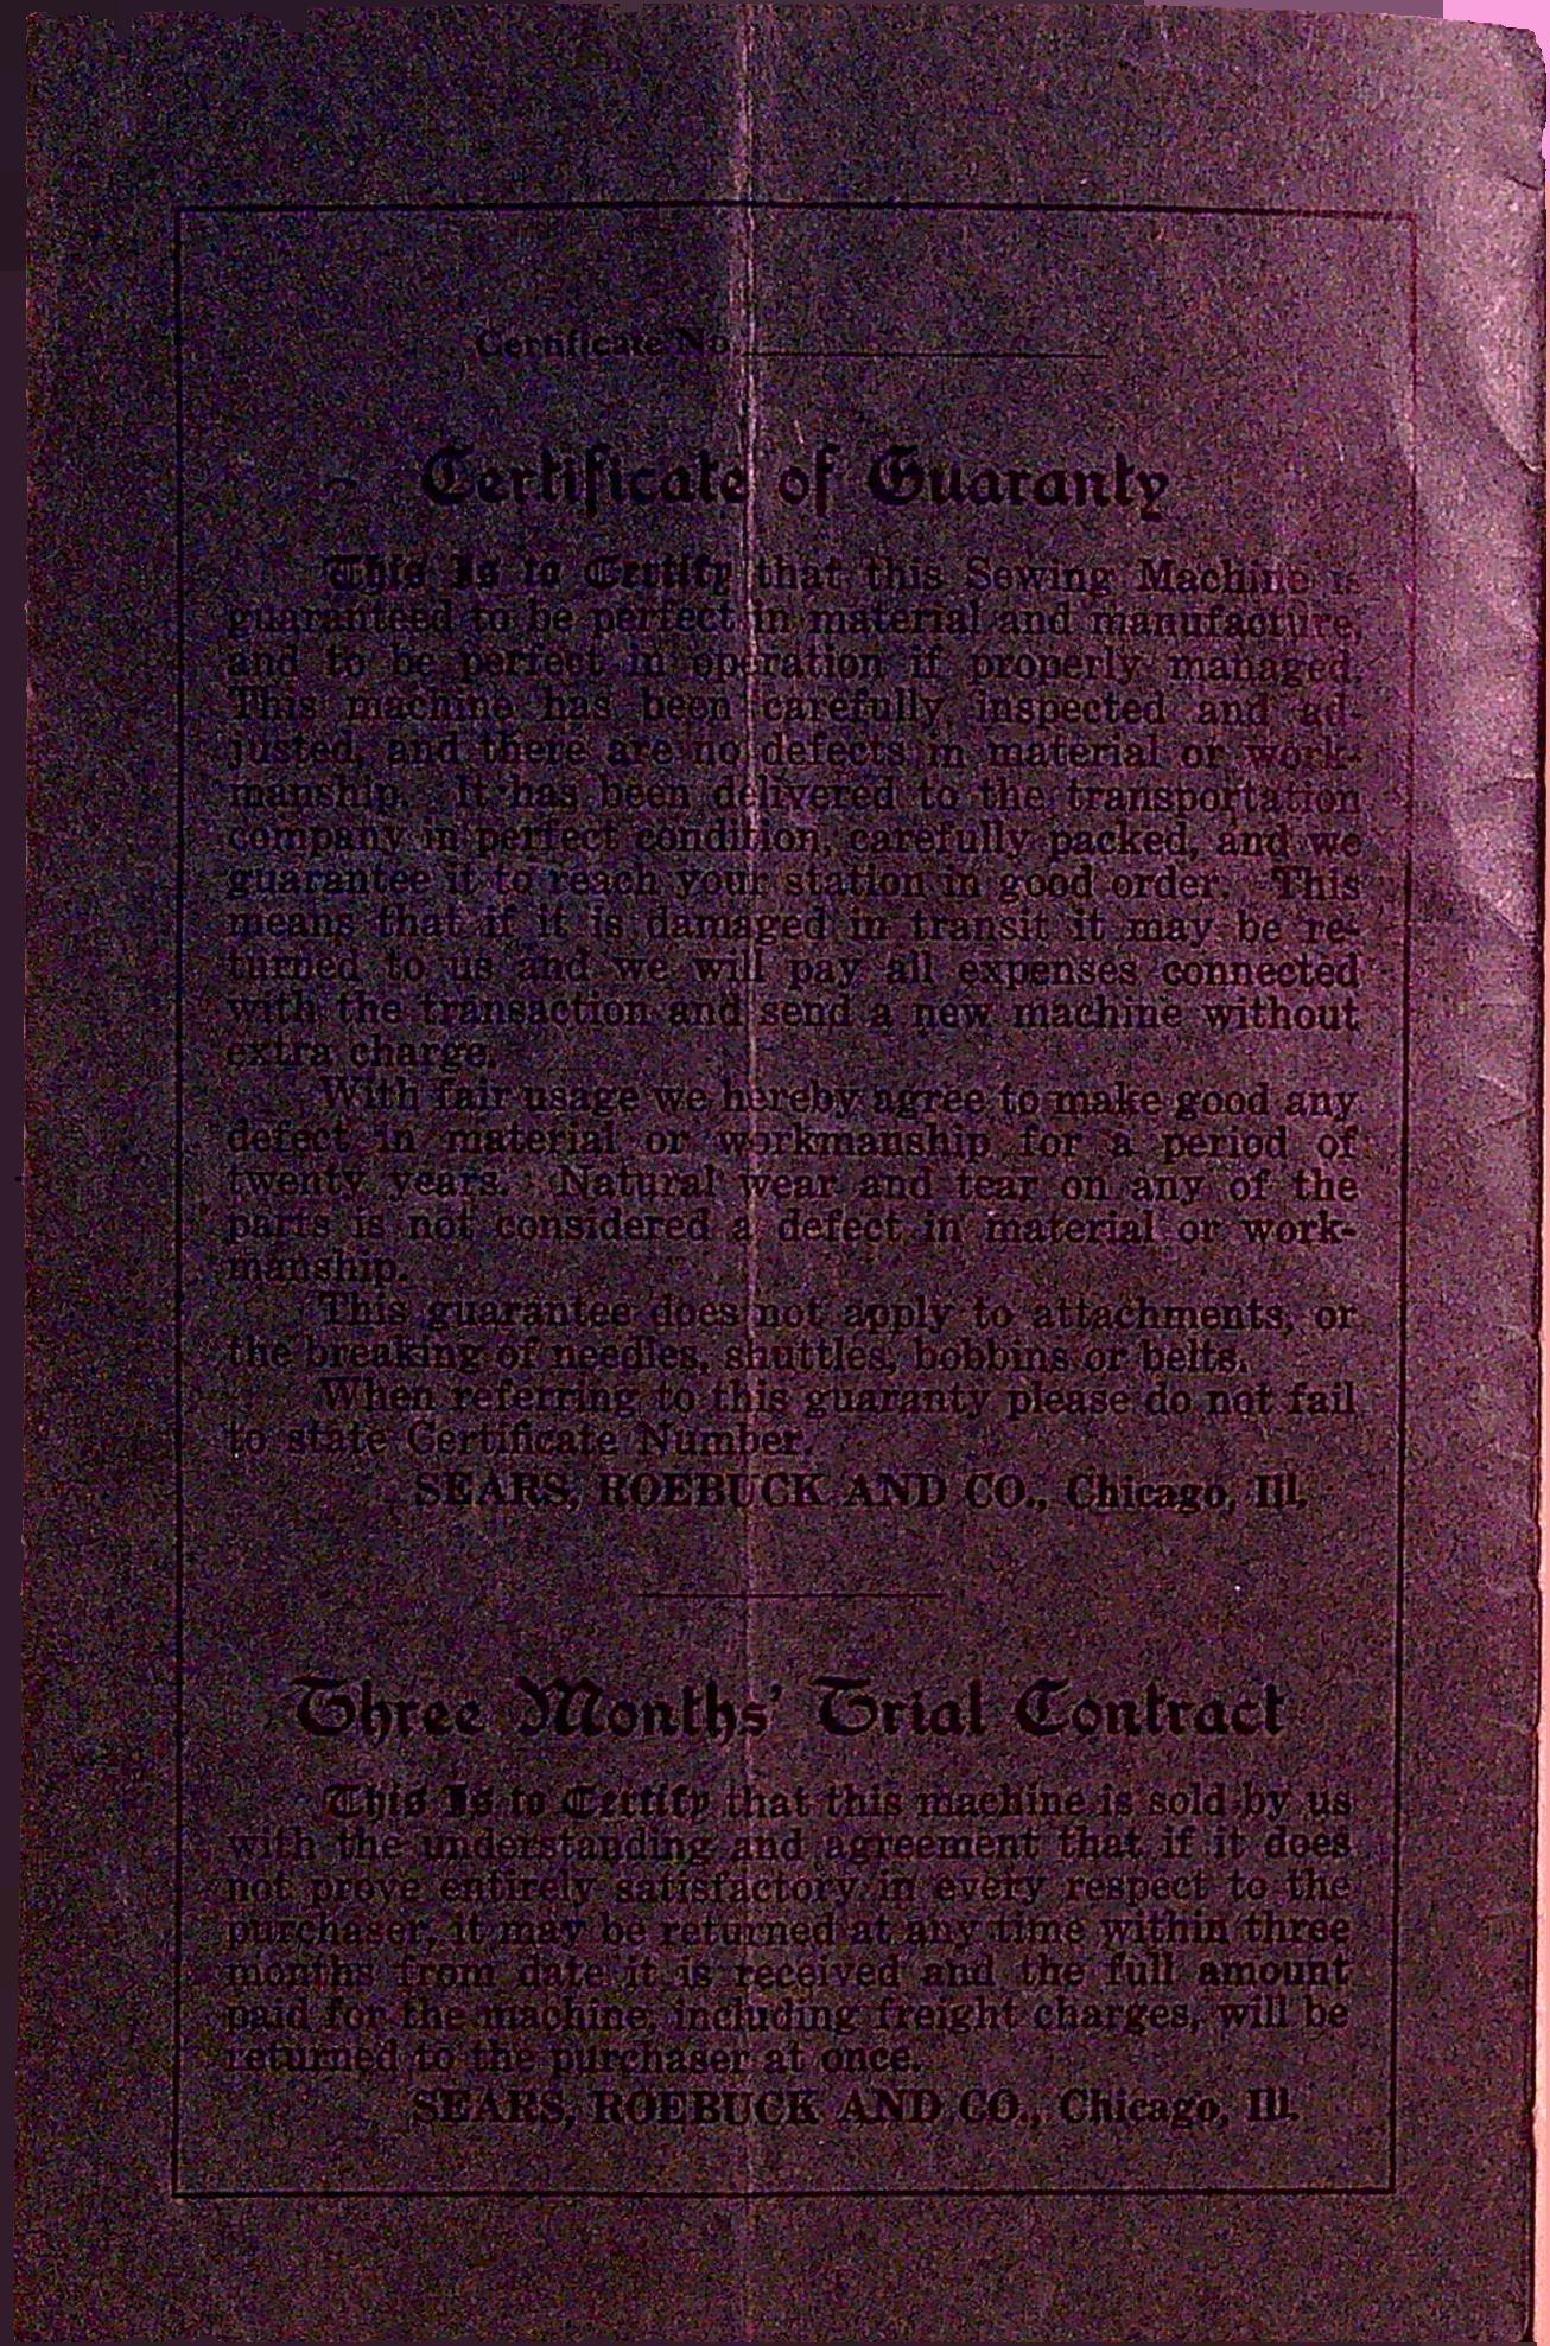 Certificate No.
Certificate of Guaranty
This Is to Certify that this Sewing Machine is
guaranteed to be perfect in material and manufacture,
and to be perfect in operation if properly managed.
This machine has been carefully inspected and ad-
justed, and there are no defects in material or work-
manship. It has been delivered to the transportation
company in perfect condition, carefully packed, and we
guarantee it to reach your station in good order. This
means that if it is damaged in transit it may be re-
turned to us and we will pay all expenses connected
with the transaction and send a new machine without
extra charge.
With fair usage we hereby agree to make good any
defect in material or workmanship for a period of
twenty years. Natural wear and tear on any of the
parts is not considered a defect in material or work-
manship.
This guarantee does not apply to attachments, or
the breaking of needles, shuttles, bobbins or belts.
When referring to this guaranty please do not fail
to state Certificate Number.
SEARS, ROEBUCK AND CO., Chicago, Ill.
Three Months' Trial Contract
This Is to Certify that this machine is sold by us
with the understanding and agreement that if it does
not prove entirely satisfactory in every respect to the
purchaser, it may be returned at any time within three
months from date it is received and the full amount
paid for the machine, including freight charges, will be
returned to the purchaser at once.
SEARS, ROEBUCK AND CO., Chicago, Ill.